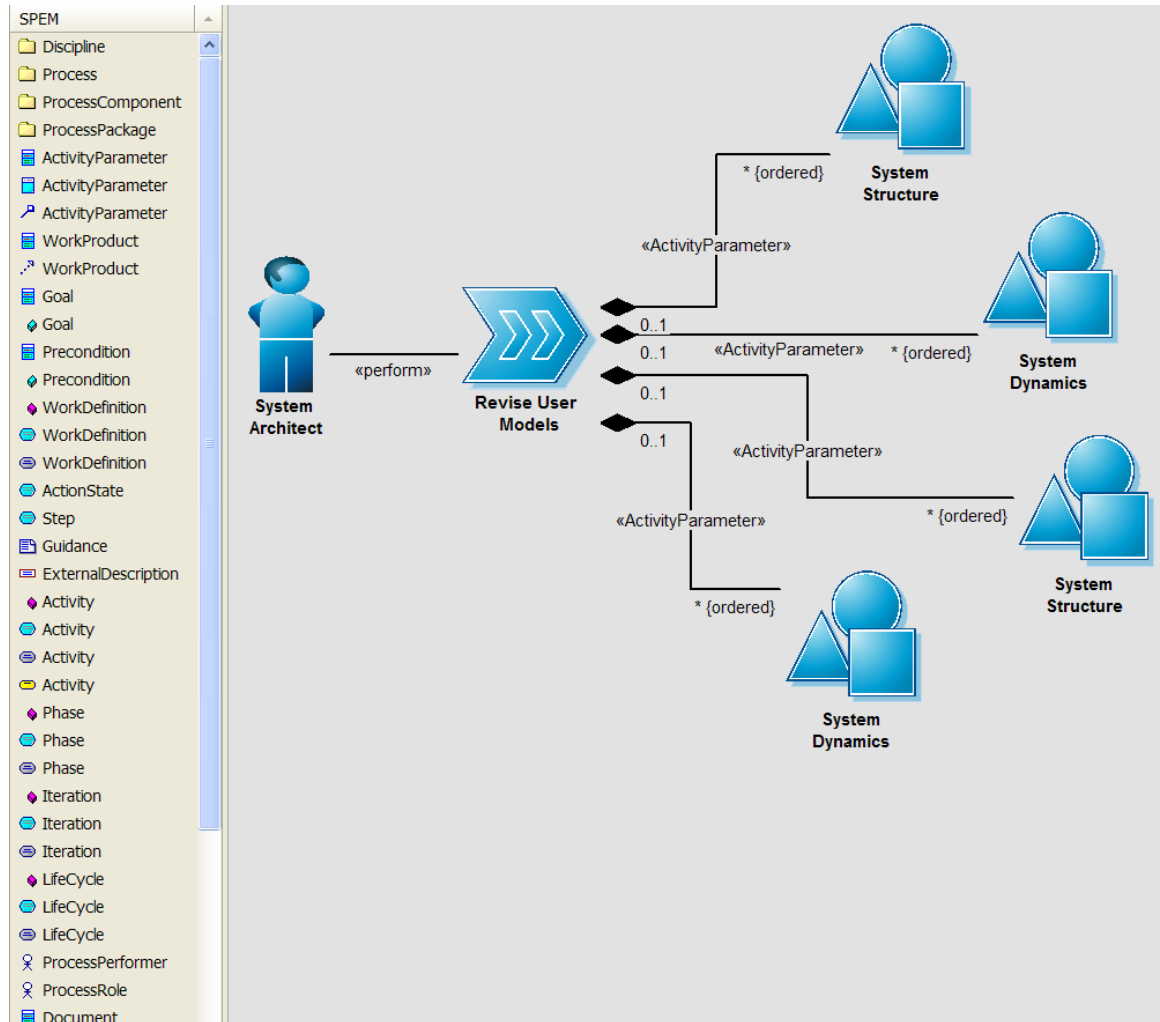 SPEM
Discipline
Process
ProcessComponent
ProcessPackage
ActivityParameter
ActivityParameter
ActivityParameter
WorkProduct
WorkProduct
Goal
Goal
Precondition
Precondition
WorkDefinition
WorkDefinition
WorkDefinition
ActionState
Step
Guidance
ExternalDescription
Activity
Activity
Activity
Activity
Phase
Phase
Phase
Iteration
Iteration
Iteration
LifeCycle
LifeCycle
LifeCycle
ProcessPerformer
ProcessRole
Document
System
Architect
«perform»
Revise User
Models
* {ordered}
System
Structure
«ActivityParameter»
0..1
«ActivityParameter»
* {ordered}
System
Dynamics
0..1
0..1
«ActivityParameter»
* {ordered}
System
Structure
0..1
«ActivityParameter»
* {ordered}
System
Dynamics